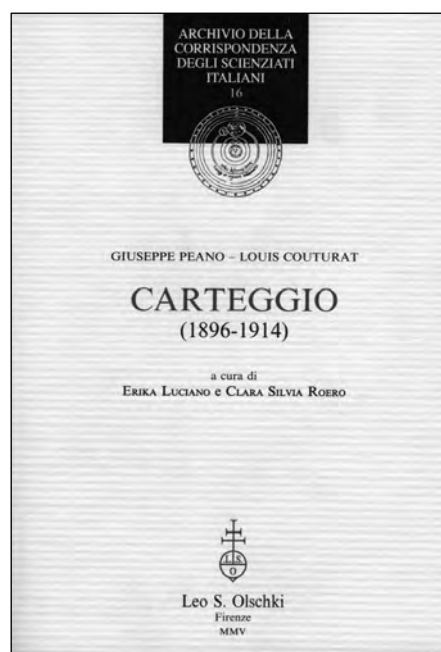 ARCHIVIO DELLA
CORRISPONDENZA
DEGLI SCIENZIATI
ITALIANI
16
GIUSEPPE PEANO – LOUIS COUTURAT
CARTEGGIO
(1896-1914)
a cura di
ERIKA LUCIANO e CLARA SILVIA ROERO
L S
O
Leo S. Olschki
Firenze
MMV